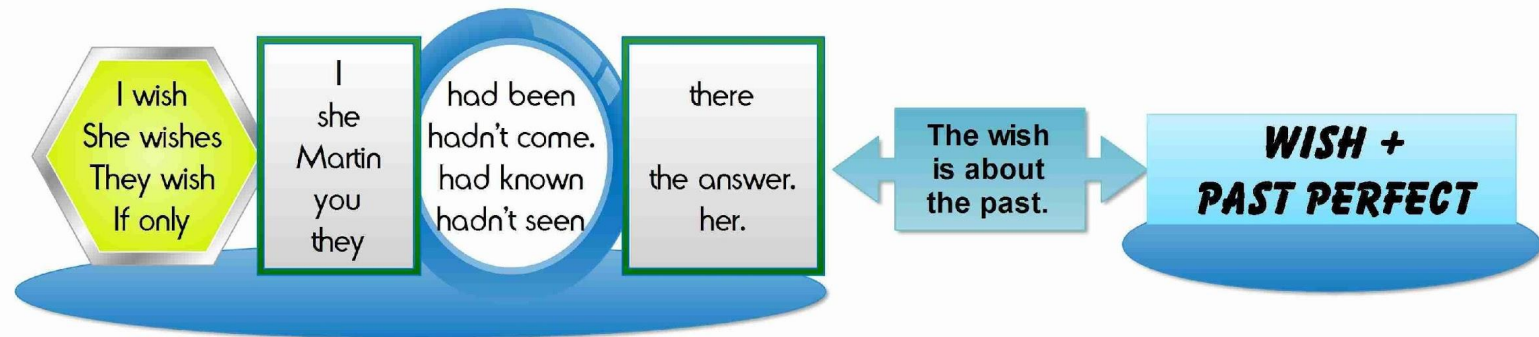 I wish
She wishes
They wish
If only
I
she
Martin
you
they
had been
hadn't come.
had known
hadn't seen
there
the answer.
her.
The wish
is about
the past.
WISH +
PAST PERFECT